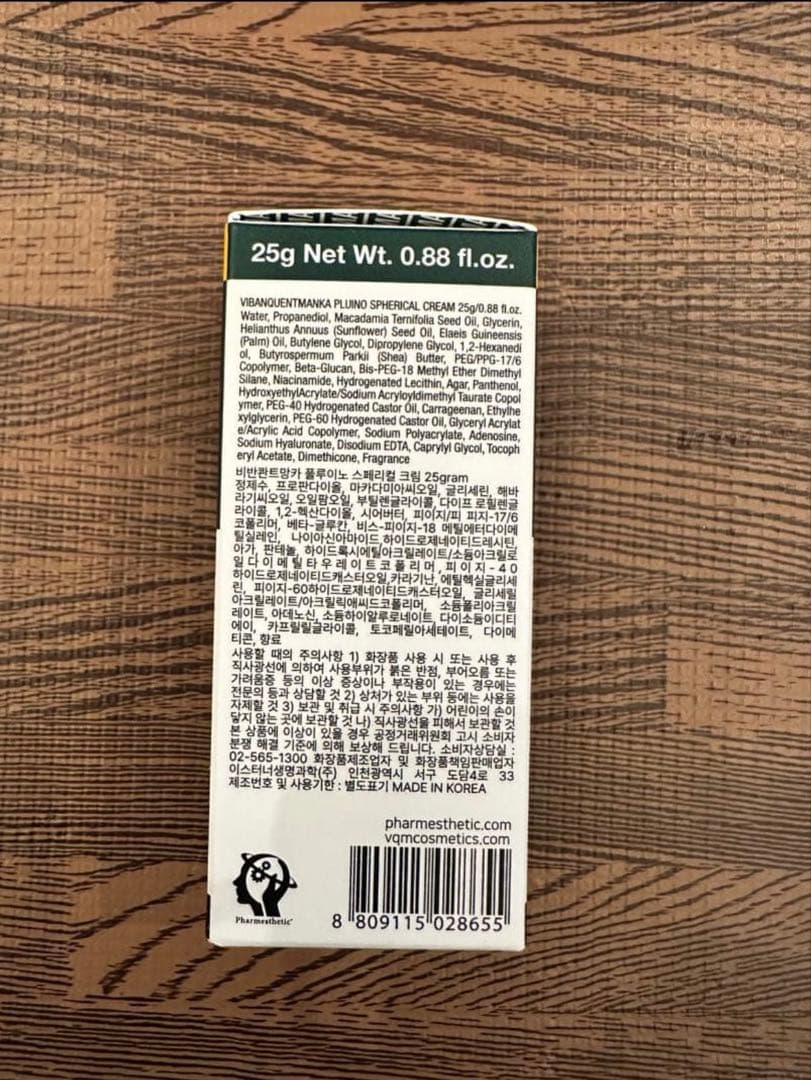 25g Net Wt. 0.88 fl.oz.
VIBANQUENTMANKA PLUINO SPHERICAL CREAM 25g/0.88 fl.oz.
Water, Propanediol, Macadamia Ternifolia Seed Oil, Glycerin,
Helianthus Annuus (Sunflower) Seed Oil, Elaeis Guineensis
(Palm) Oil, Butylene Glycol, Dipropylene Glycol, 1,2-Hexanedi
ol, Butyrospermum Parkii (Shea) Butter, PEG/PPG-17/6
Copolymer, Beta-Glucan, Bis-PEG-18 Methyl Ether Dimethyl
Silane, Niacinamide, Hydrogenated Lecithin, Agar, Panthenol,
HydroxyethylAcrylate/Sodium Acryloyldimethyl Taurate Copol
ymer, PEG-40 Hydrogenated Castor Oil, Carrageenan, Ethylhe
xylglycerin, PEG-60 Hydrogenated Castor Oil, Glyceryl Acrylat
e/Acrylic Acid Copolymer, Sodium Polyacrylate, Adenosine,
Sodium Hyaluronate, Disodium EDTA, Caprylyl Glycol, Tocoph
eryl Acetate, Dimethicone, Fragrance
비반콴트망카 풀루이노 스페리컬 크림 25gram
정제수, 프로판다이올, 마카다미아씨오일, 글리세린, 해바
라기씨오일, 오일팜오일, 부틸렌글라이콜, 다이프 로필렌글
라이콜, 1,2-헥산다이올, 시어버터, 피이지/피 피지-17/6
코폴리머, 베타-글루칸, 비스-피이지-18 메틸에터다이메
틸실레인, 나이아신아마이드,하이드로제네이티드레시틴,
아가, 판테놀, 하이드록시에틸아크릴레이트/소듐아크릴로
일다이메틸타우레이트코폴리머,피이지-40
하이드로제네이티드캐스터오일,카라기난, 에틸헥실글리세
린, 피이지-60하이드로제네이티드캐스터오일, 글리세릴
아크릴레이트/아크릴릭애씨드코폴리머, 소듐폴리아크릴
레이트, 아데노신, 소듐하이알루로네이트, 다이소듐이디티
에이, 카프릴릴글라이콜, 토코페릴아세테이트, 다이메
티콘, 향료
사용할 때의 주의사항 1) 화장품 사용 시 또는 사용 후
직사광선에 의하여 사용부위가 붉은 반점, 부어오름 또는
가려움증 등의 이상 증상이나 부작용이 있는 경우에는
전문의 등과 상담할 것 2) 상처가 있는 부위 등에는 사용을
자제할 것 3) 보관 및 취급 시 주의사항 가) 어린이의 손이
닿지 않는 곳에 보관할 것 나) 직사광선을 피해서 보관할 것
본 상품에 이상이 있을 경우 공정거래위원회 고시 소비자
분쟁 해결 기준에 의해 보상해 드립니다. 소비자상담실 :
02-565-1300 화장품제조업자 및 화장품책임판매업자
이스터너생명과학(주) 인천광역시 서구 도담4로 33
제조번호 및 사용기한 : 별도표기 MADE IN KOREA
pharmesthetic.com
vqmcosmetics.com
Pharmesthetic
8 809115 028655